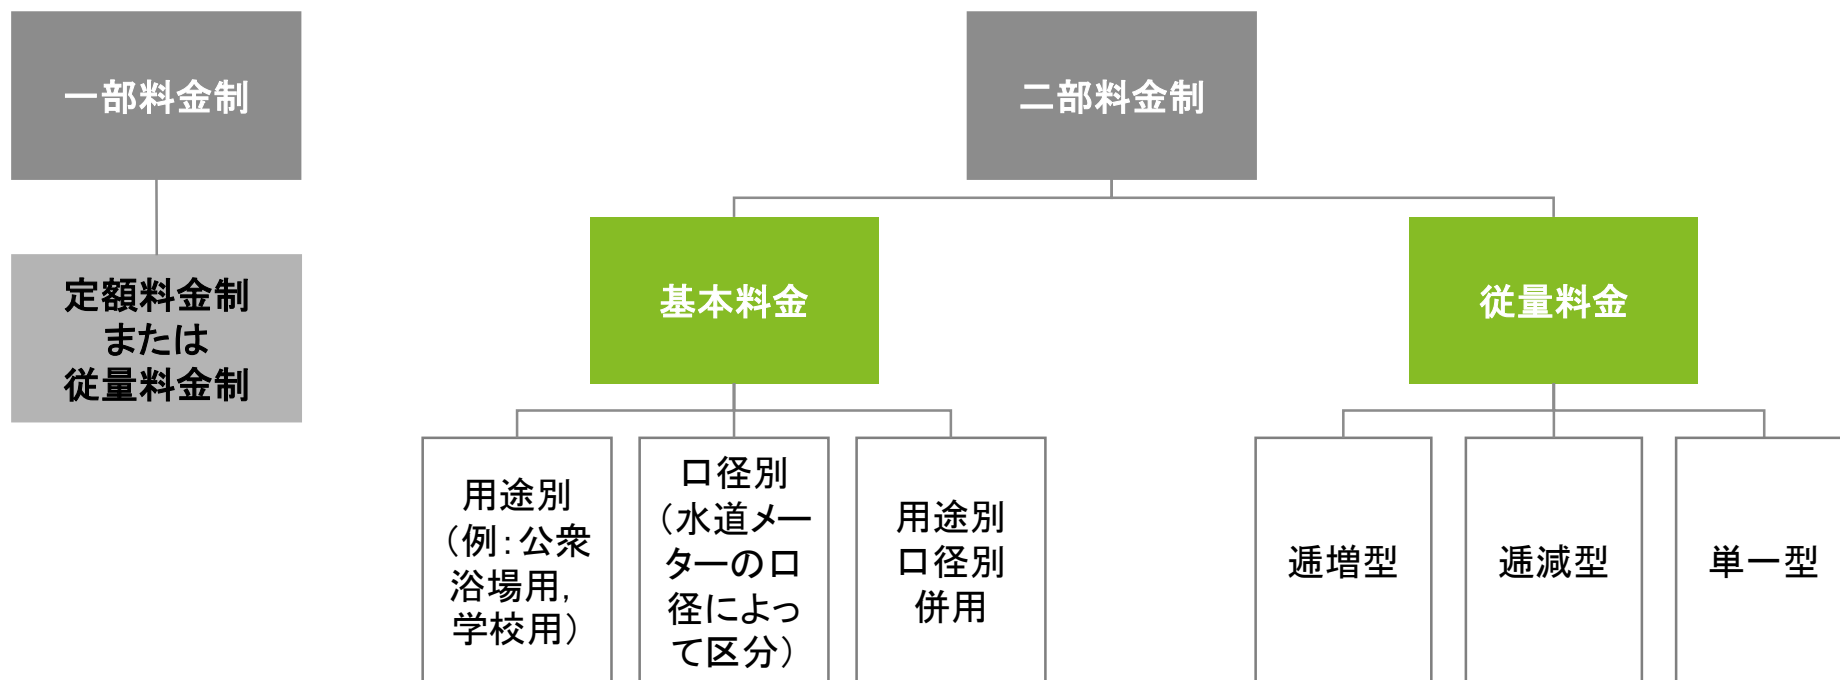 一部料金制
定額料金制
または
従量料金制
二部料金制
基本料金
従量料金
用途別
（例：公衆
浴場用，
学校用）
口径別
（水道メー
ターの口
径によっ
て区分）
用途別
口径別
併用
逓増型
逓減型
単一型